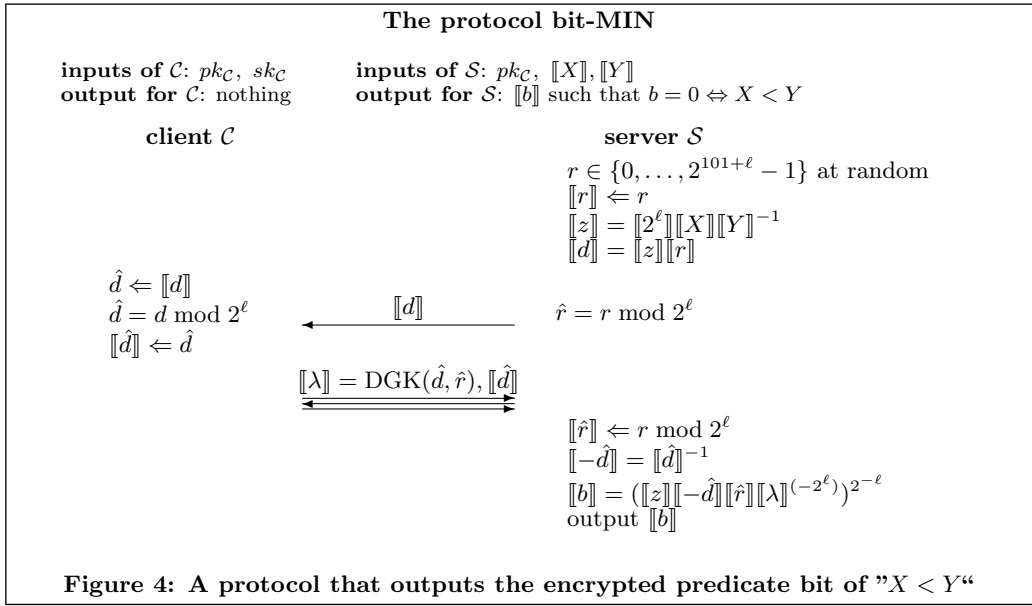 The protocol bit-MIN
inputs of 𝒞: pk_𝒞, sk_𝒞
output for 𝒞: nothing
inputs of 𝒮: pk_𝒞, ⟦X⟧, ⟦Y⟧
output for 𝒮: ⟦b⟧ such that b = 0 ⇔ X < Y
client 𝒞
server 𝒮
r ∈ {0, . . . , 2^{101+ℓ} − 1} at random
⟦r⟧ ⇐ r
⟦z⟧ = ⟦2^ℓ⟧⟦X⟧⟦Y⟧^{−1}
⟦d⟧ = ⟦z⟧⟦r⟧
d̂ ⇐ ⟦d⟧
d̂ = d mod 2^ℓ
⟦d̂⟧ ⇐ d̂
⟦d⟧
r̂ = r mod 2^ℓ
⟦λ⟧ = DGK(d̂, r̂), ⟦d̂⟧
⟦r̂⟧ ⇐ r mod 2^ℓ
⟦−d̂⟧ = ⟦d̂⟧^{−1}
⟦b⟧ = (⟦z⟧⟦−d̂⟧⟦r̂⟧⟦λ⟧^{(−2^ℓ)})^{2^{−ℓ}}
output ⟦b⟧
Figure 4: A protocol that outputs the encrypted predicate bit of ”X < Y“